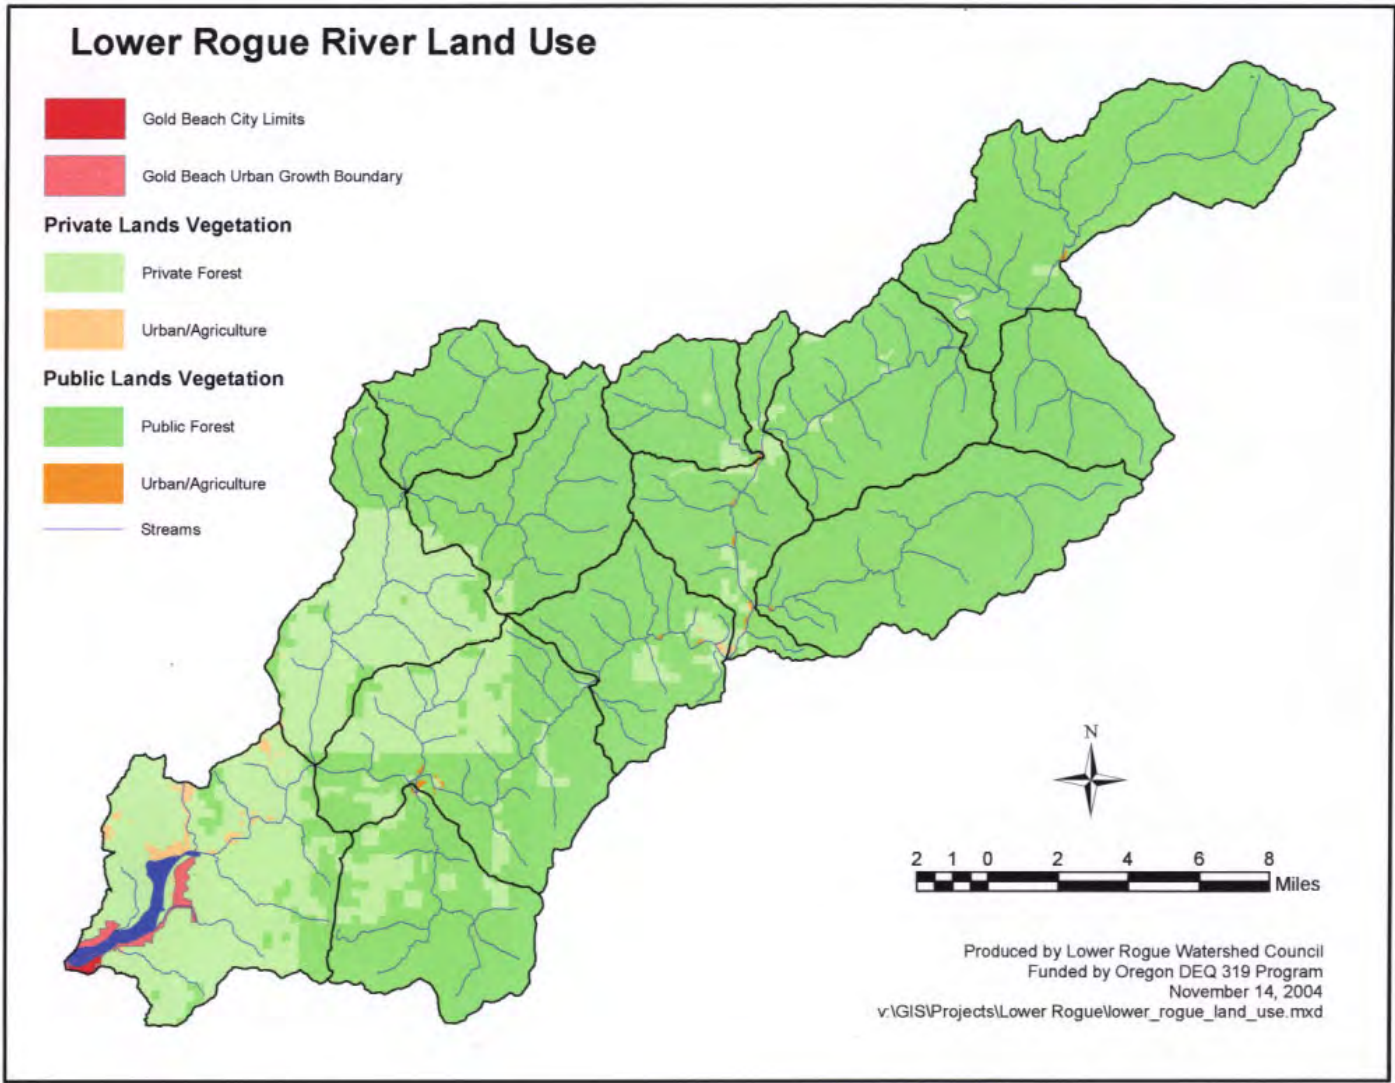 Lower Rogue River Land Use
Gold Beach City Limits
Gold Beach Urban Growth Boundary
Private Lands Vegetation
Private Forest
Urban/Agriculture
Public Lands Vegetation
Public Forest
Urban/Agriculture
Streams
N
2 1 0 2 4 6 8
Miles
Produced by Lower Rogue Watershed Council
Funded by Oregon DEQ 319 Program
November 14, 2004
v:\GIS\Projects\Lower Rogue\lower_rogue_land_use.mxd